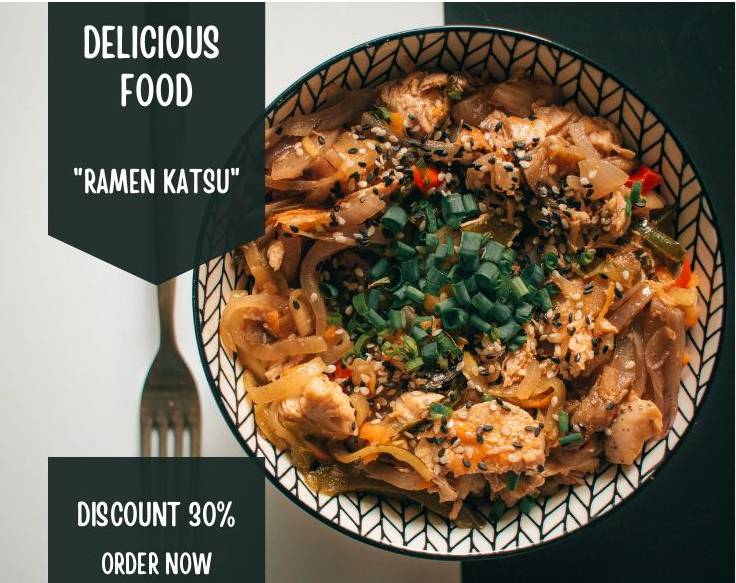 DELICIOUS
FOOD
"RAMEN KATSU"
DISCOUNT 30%
ORDER NOW